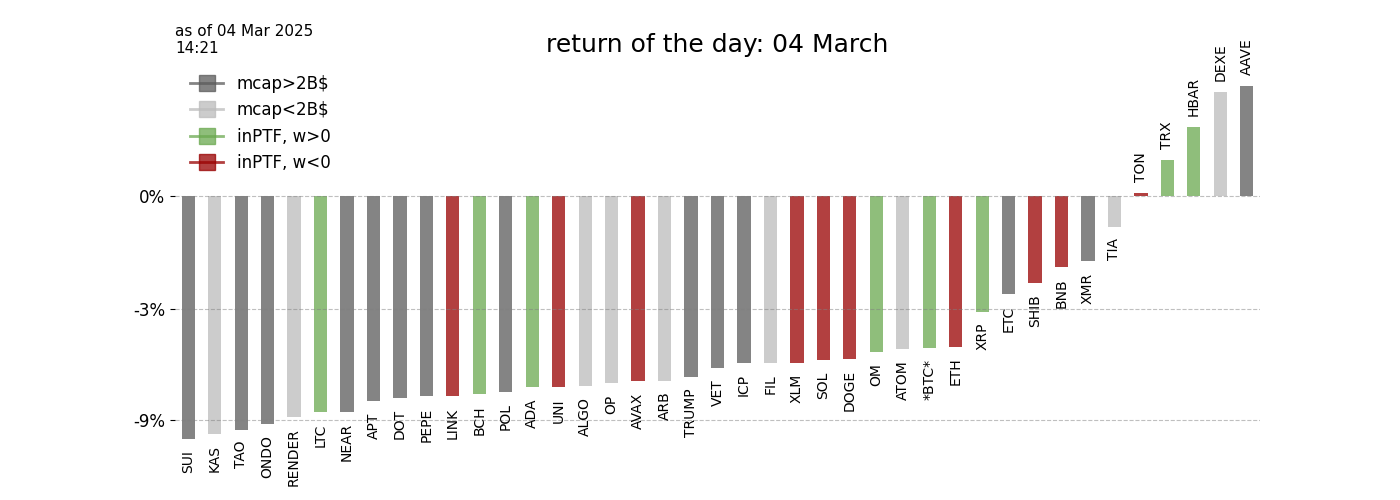 as of 04 Mar 2025
14:21
return of the day: 04 March
mcap>2B$
mcap<2B$
inPTF, w>0
inPTF, w<0
0%
-3%
-9%
SUI
KAS
TAO
ONDO
RENDER
LTC
NEAR
APT
DOT
PEPE
LINK
BCH
POL
ADA
UNI
ALGO
OP
AVAX
ARB
TRUMP
VET
ICP
FIL
XLM
SOL
DOGE
OM
ATOM
*BTC*
ETH
XRP
ETC
SHIB
BNB
XMR
TIA
TON
TRX
HBAR
DEXE
AAVE